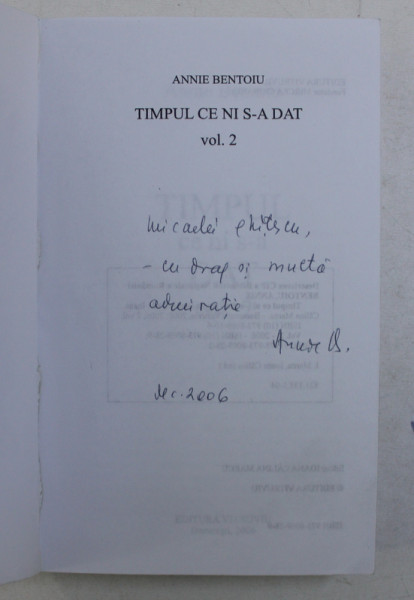 ANNIE BENTOIU
TIMPUL CE NI S-A DAT
vol. 2
Micaelei Ghițescu,
- cu drag și multă
admirație
Annie B.
dec. 2006